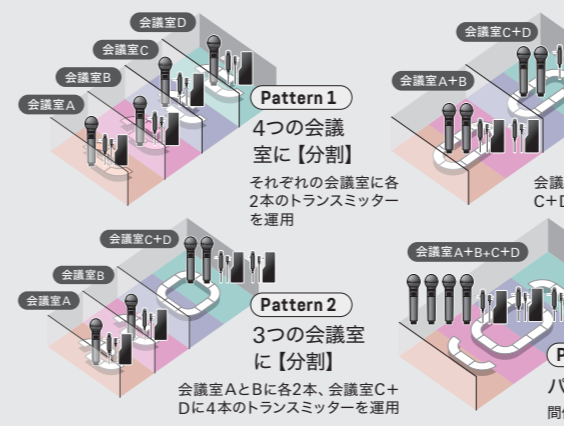 会議室D
会議室C
会議室B
会議室A
Pattern 1
4つの会議
室に【分割】
それぞれの会議室に各
2本のトランスミッター
を運用
会議室C+D
会議室A+B
会議
C+D
会議室C+D
会議室B
会議室A
Pattern 2
3つの会議室
に【分割】
会議室AとBに各2本、会議室C+
Dに4本のトランスミッターを運用
会議室A+B+C+D
P
パ
間仕